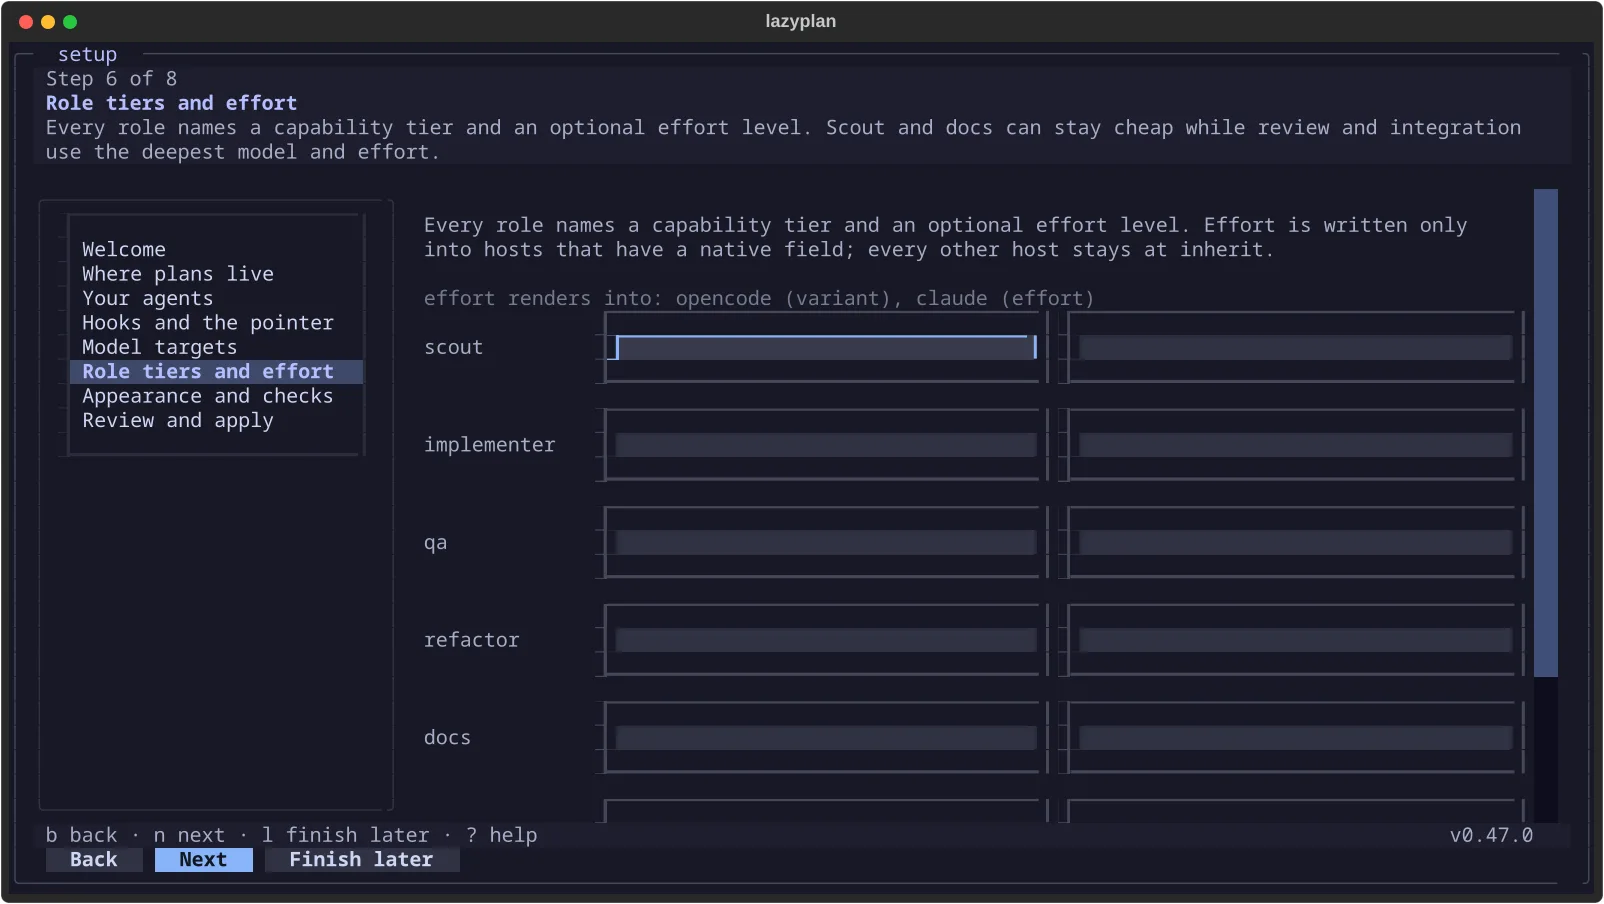 lazyplan
setup
Step 6 of 8
Role tiers and effort
Every role names a capability tier and an optional effort level. Scout and docs can stay cheap while review and integration
use the deepest model and effort.
Welcome
Where plans live
Your agents
Hooks and the pointer
Model targets
Role tiers and effort
Appearance and checks
Review and apply
Every role names a capability tier and an optional effort level. Effort is written only
into hosts that have a native field; every other host stays at inherit.
effort renders into: opencode (variant), claude (effort)
scout
implementer
qa
refactor
docs
b back · n next · l finish later · ? help
v0.47.0
Back Next Finish later